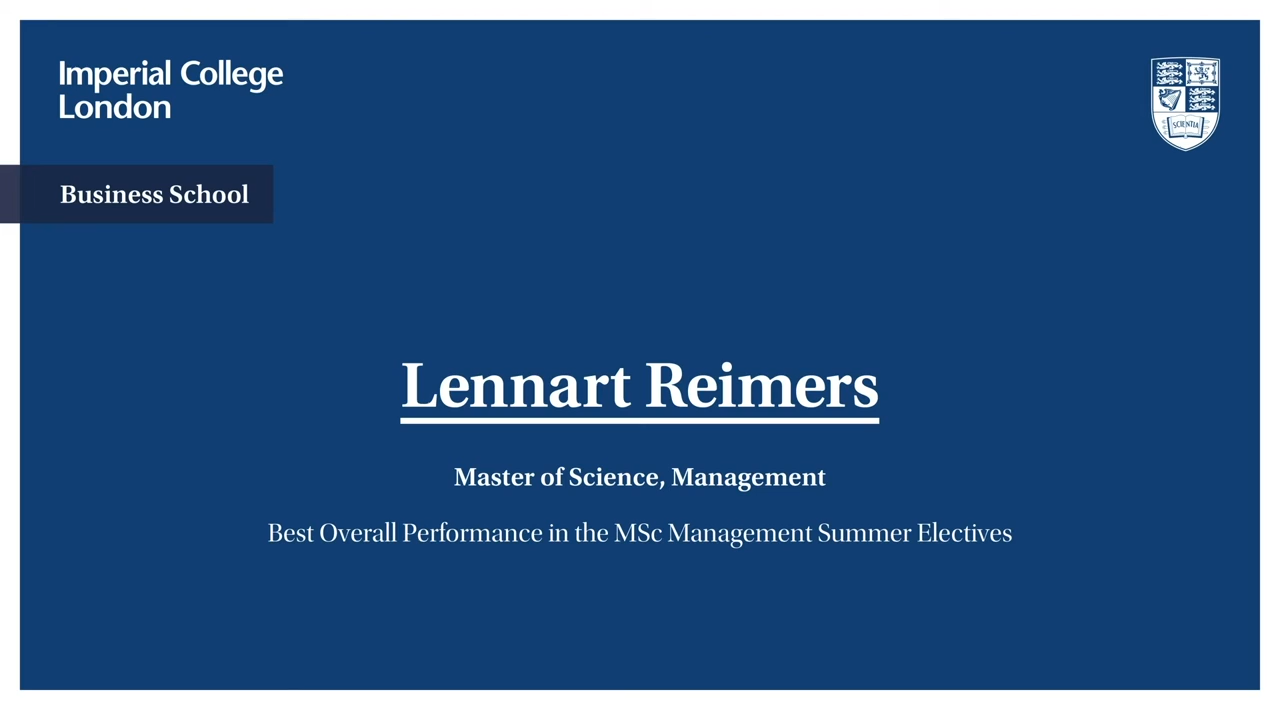 Imperial College
London
SCIENTIA
Business School
Lennart Reimers
Master of Science, Management
Best Overall Performance in the MSc Management Summer Electives